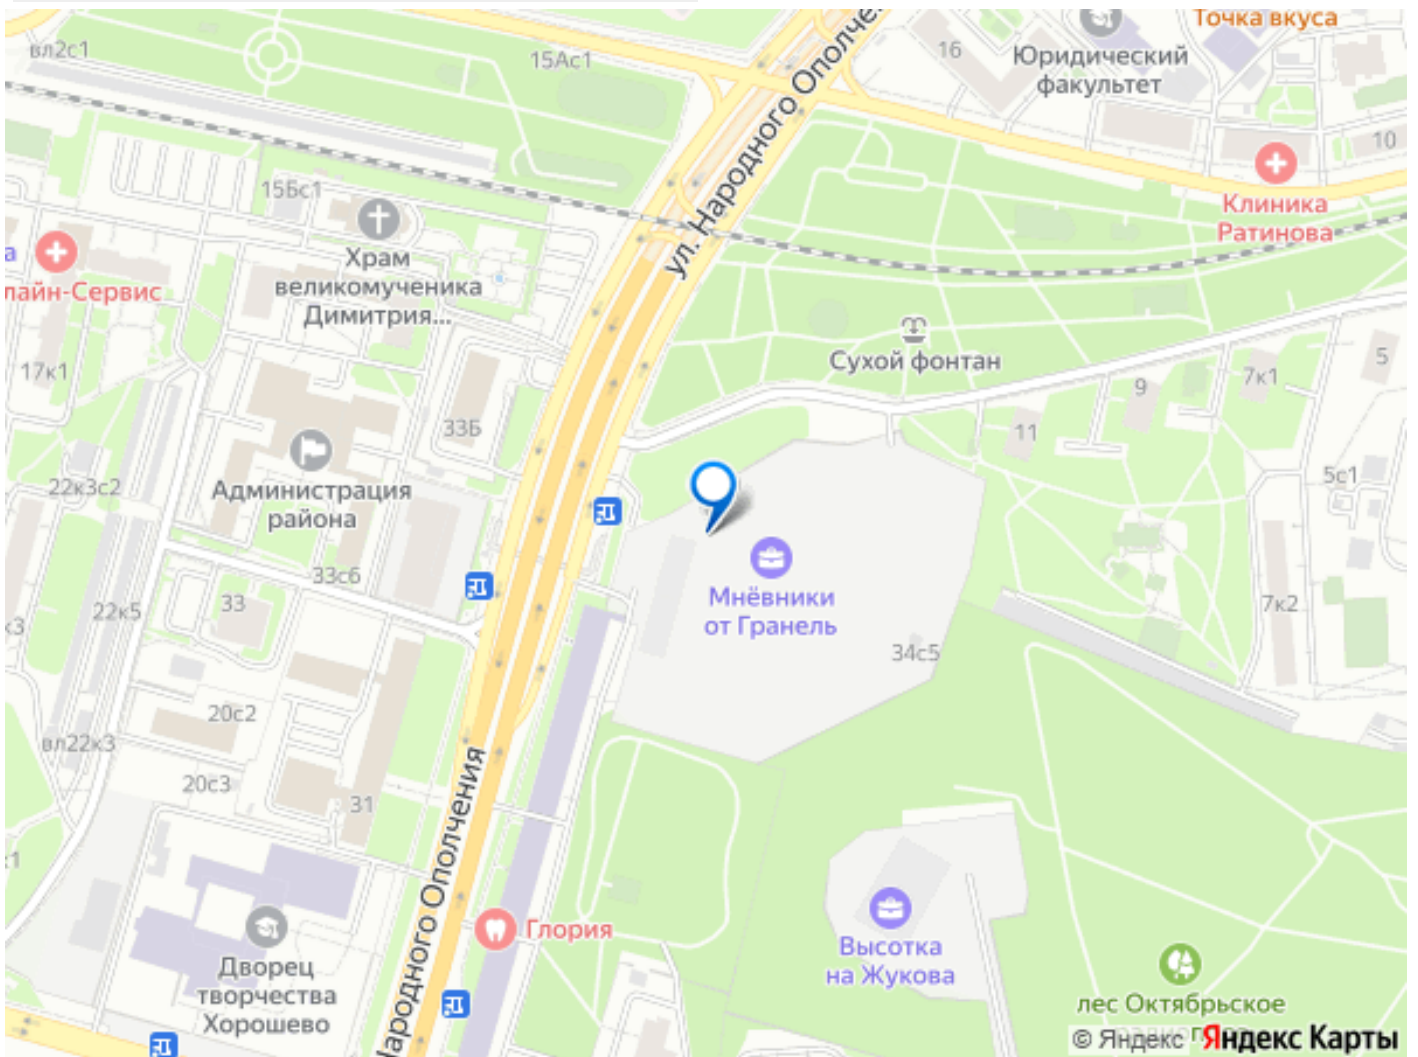 Точка вкуса
вл2с1
15Ас1
16
Юридический
факультет
ул. Народного Ополче
10
15Бс1
Клиника
Ратинова
Храм
великомученика
Димитрия...
а
лайн-Сервис
Сухой фонтан
17к1
5
7к1
9
33Б
11
22к3с2
Администрация
района
5с1
33с6
22к5
33
к3
Мнёвники
от Гранель
34с5
7к2
20с2
вл22к3
20с3
31
Народного Ополчения
к1
Глория
Высотка
на Жукова
Дворец
творчества
Хорошево
лес Октябрьское
© Яндекс Яндекс Карты